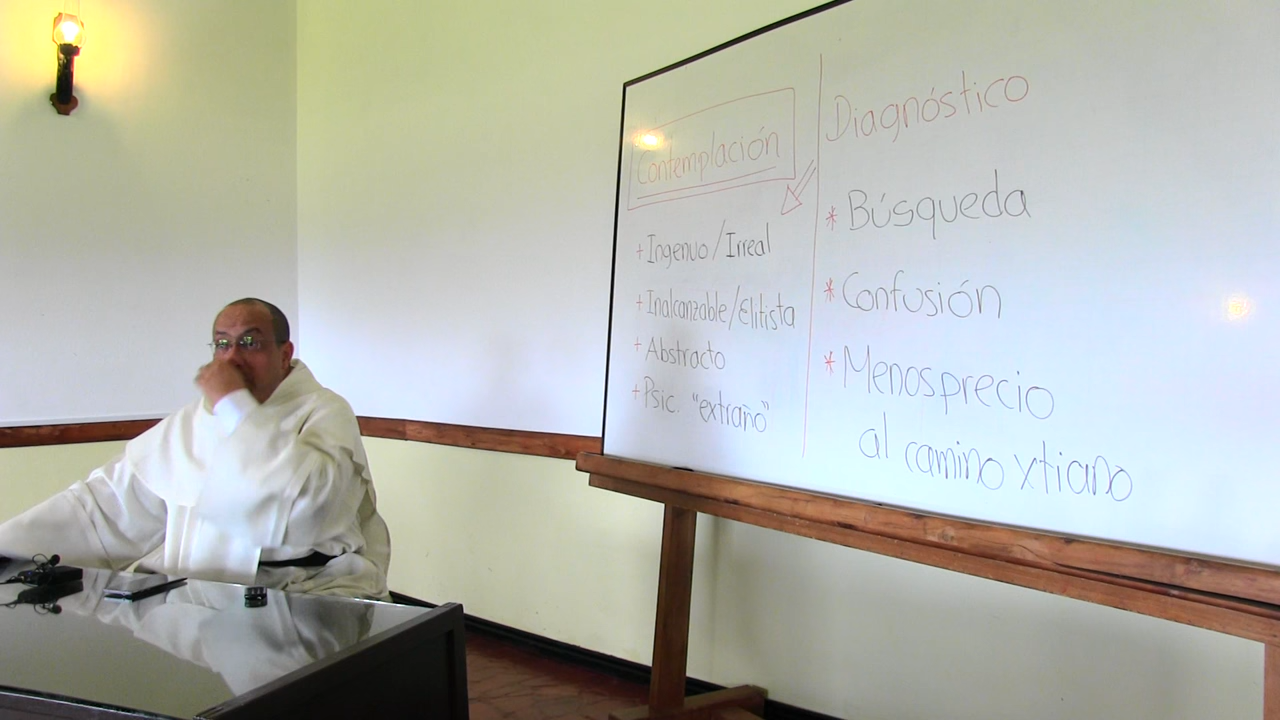 Contemplación
+ Ingenuo / Irreal
+ Inalcanzable/Elitista
+ Abstracto
+ Psic. "extraño"
Diagnóstico
* Búsqueda
* Confusión
* Menosprecio
al camino xtiano